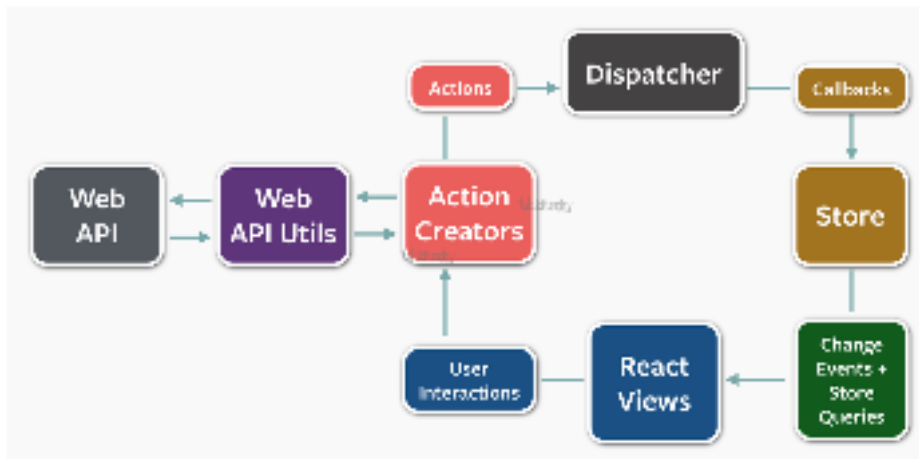 Actions
Dispatcher
Callbacks
Web
API
Web
API Utils
Action
Creators
Store
User
Interactions
React
Views
Change
Events +
Store
Queries